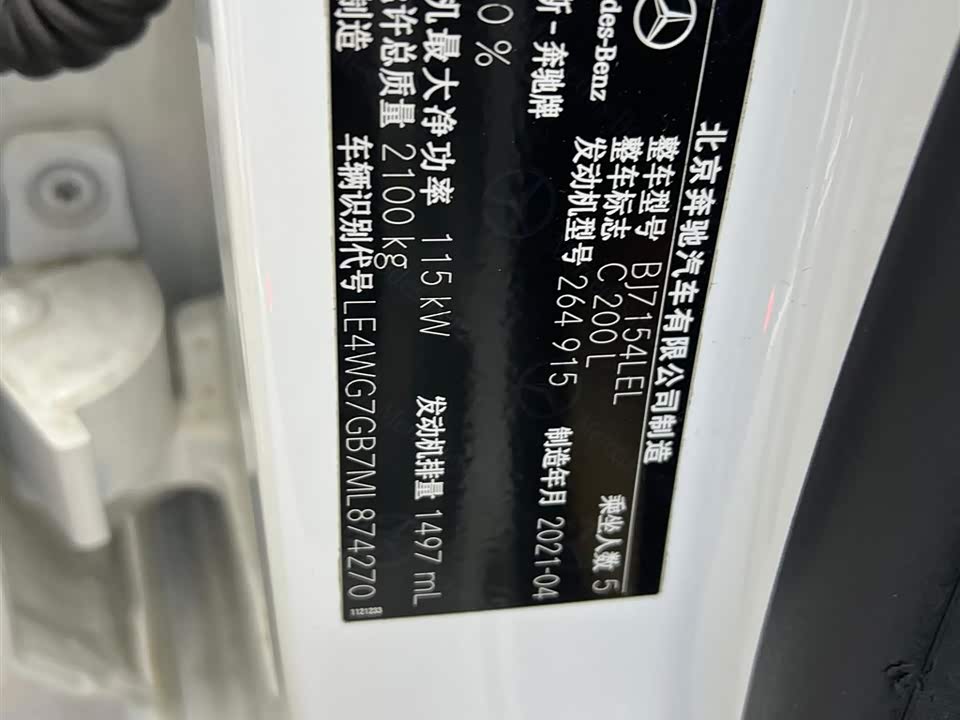 北京奔驰汽车有限公司制造
整车型号 BJ7154LEL
整车标志 C 200 L 乘坐人数 5
发动机型号 264 915 制造年月 2021-04
des-Benz
新-奔驰牌
0 %
机最大净功率 115 kW 发动机排量 1497 mL
许总质量 2100 kg
制造
车辆识别代号 LE4WG7GB7ML874270
1121233